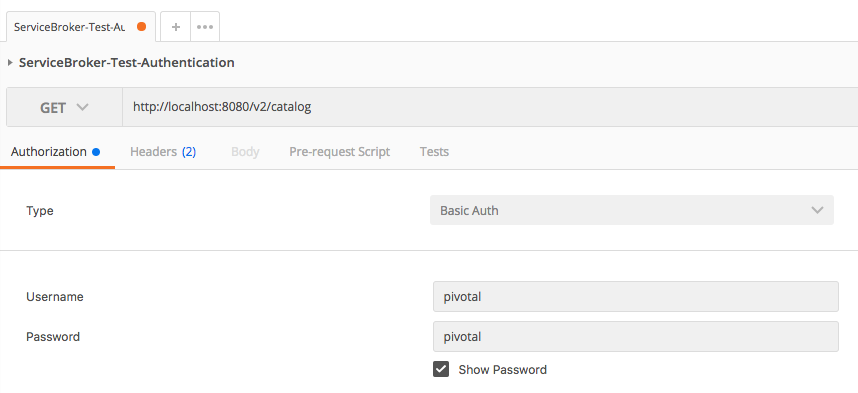 ServiceBroker-Test-Au
ServiceBroker-Test-Authentication
GET http://localhost:8080/v2/catalog
Authorization Headers (2) Body Pre-request Script Tests
Type Basic Auth
Username pivotal
Password pivotal
Show Password